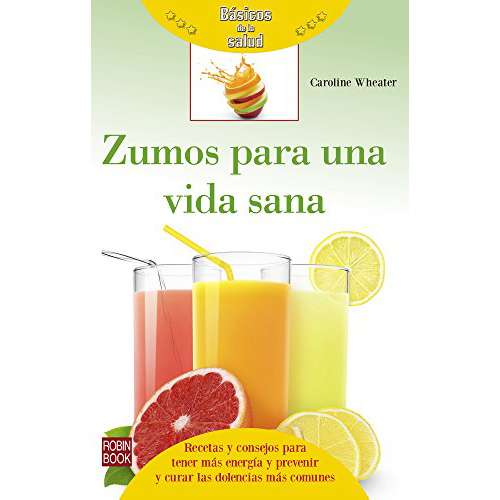 Básicos
de la
salud
Caroline Wheater
Zumos para una
vida sana
ROBIN
BOOK
Recetas y consejos para
tener más energía y prevenir
y curar las dolencias más comunes